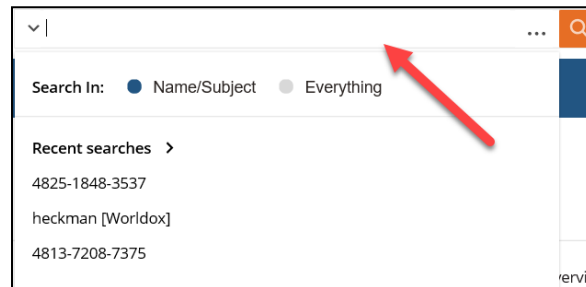 ...
Search In: Name/Subject Everything
Recent searches >
4825-1848-3537
heckman [Worldox]
4813-7208-7375